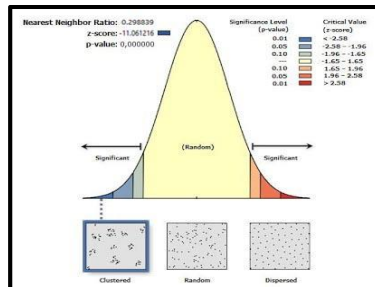 Nearest Neighbor Ratio: 0.298839
z-score: -11.061216
p-value: 0,000000
Significance Level
(p-value)
Critical Value
(z-score)
0.01 < -2.58
0.05 -2.58 - -1.96
0.10 -1.96 - -1.65
— -1.65 - 1.65
0.10 1.65 - 1.96
0.05 1.96 - 2.58
0.01 > 2.58
Significant
(Random)
Significant
Clustered
Random
Dispersed